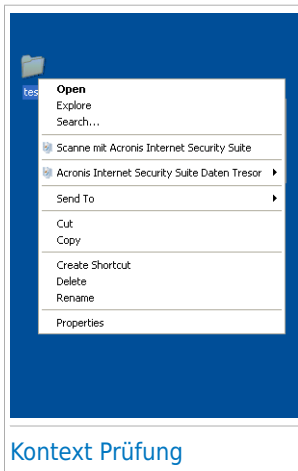 tes
Open
Explore
Search...
Scanne mit Acronis Internet Security Suite
Acronis Internet Security Suite Daten Tresor
Send To
Cut
Copy
Create Shortcut
Delete
Rename
Properties
Kontext Prüfung